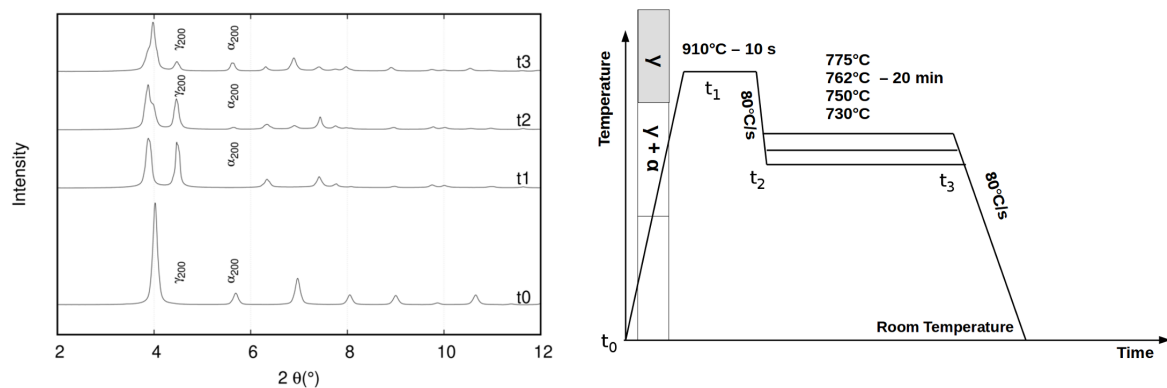 Intensity
γ200
α200
t3
γ200
α200
t2
α200
t1
γ200
α200
t0
2 4 6 8 10 12
2 θ(°)
Temperature
γ
γ + α
910°C – 10 s
t1
80°C/s
775°C
762°C – 20 min
750°C
730°C
t2
t3
80°C/s
t0
Room Temperature
Time